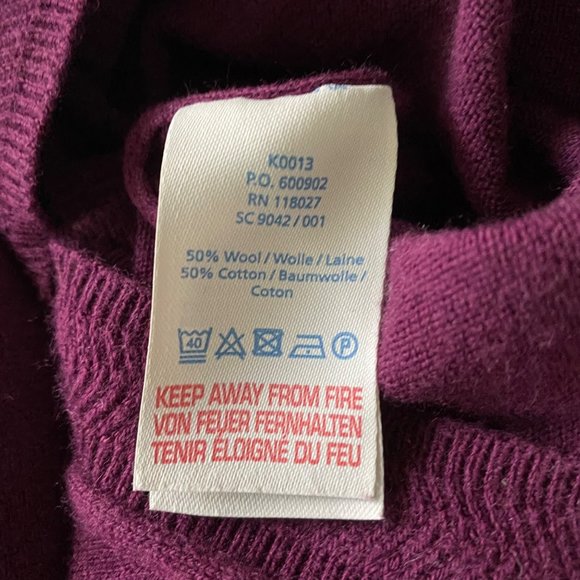 K0013
P.O. 600902
RN 118027
SC 9042 / 001
50% Wool / Wolle / Laine
50% Cotton / Baumwolle /
Coton
40 P
KEEP AWAY FROM FIRE
VON FEUER FERNHALTEN
TENIR ÉLOIGNÉ DU FEU